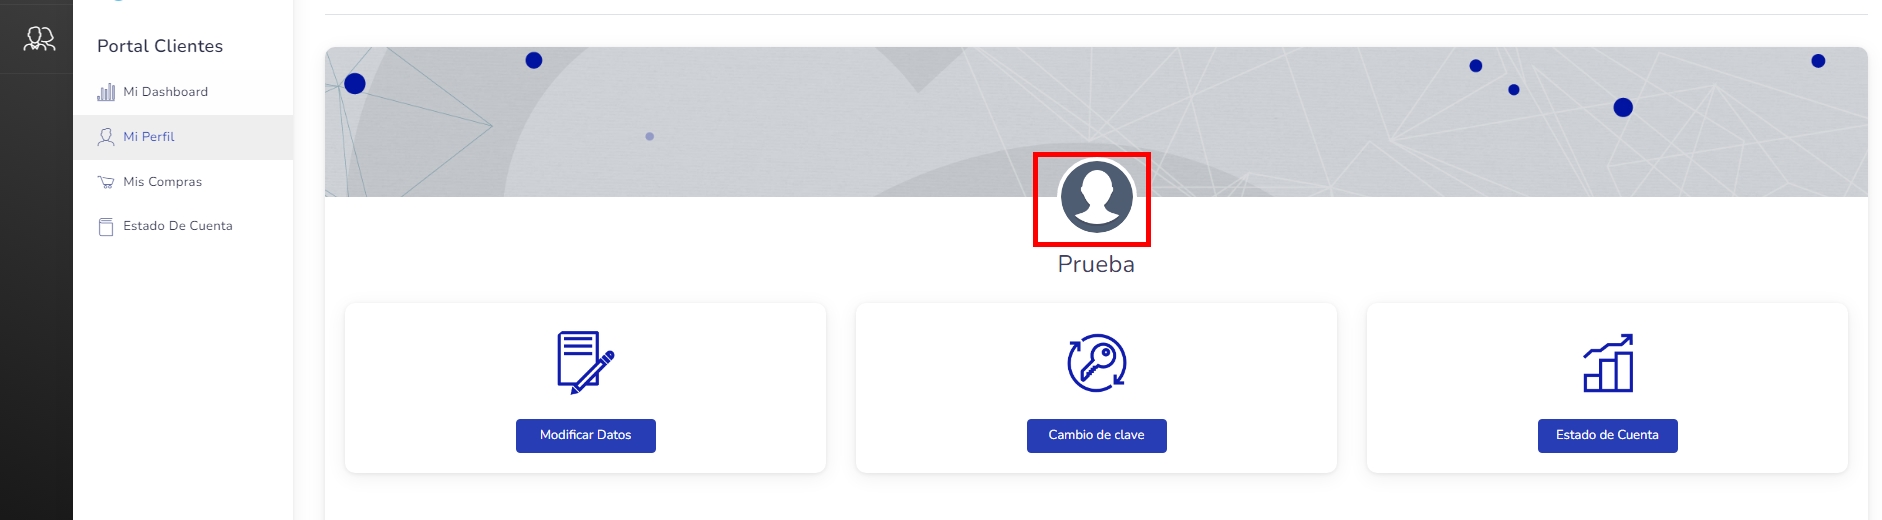 Portal Clientes
Mi Dashboard
Mi Perfil
Mis Compras
Estado De Cuenta
Prueba
Modificar Datos
Cambio de clave
Estado de Cuenta